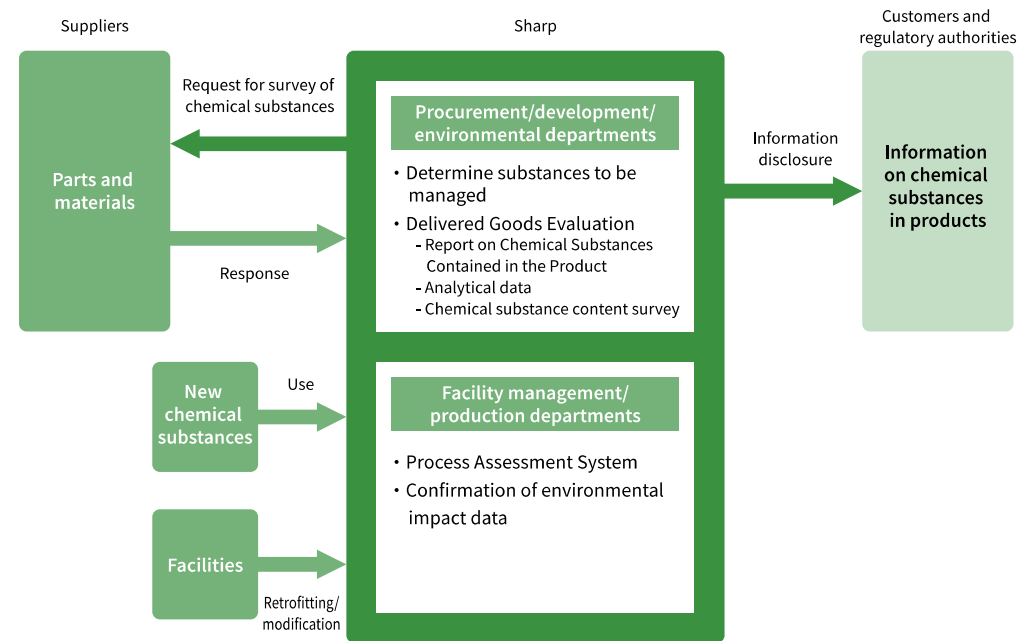 Suppliers
Sharp
Customers and
regulatory authorities
Request for survey of
chemical substances
Parts and
materials
Response
Procurement/development/
environmental departments
・Determine substances to be
managed
・Delivered Goods Evaluation
- Report on Chemical Substances
Contained in the Product
- Analytical data
- Chemical substance content survey
Information
disclosure
Information
on chemical
substances
in products
New
chemical
substances
Use
Facility management/
production departments
・Process Assessment System
・Confirmation of environmental
impact data
Facilities
Retrofitting/
modification